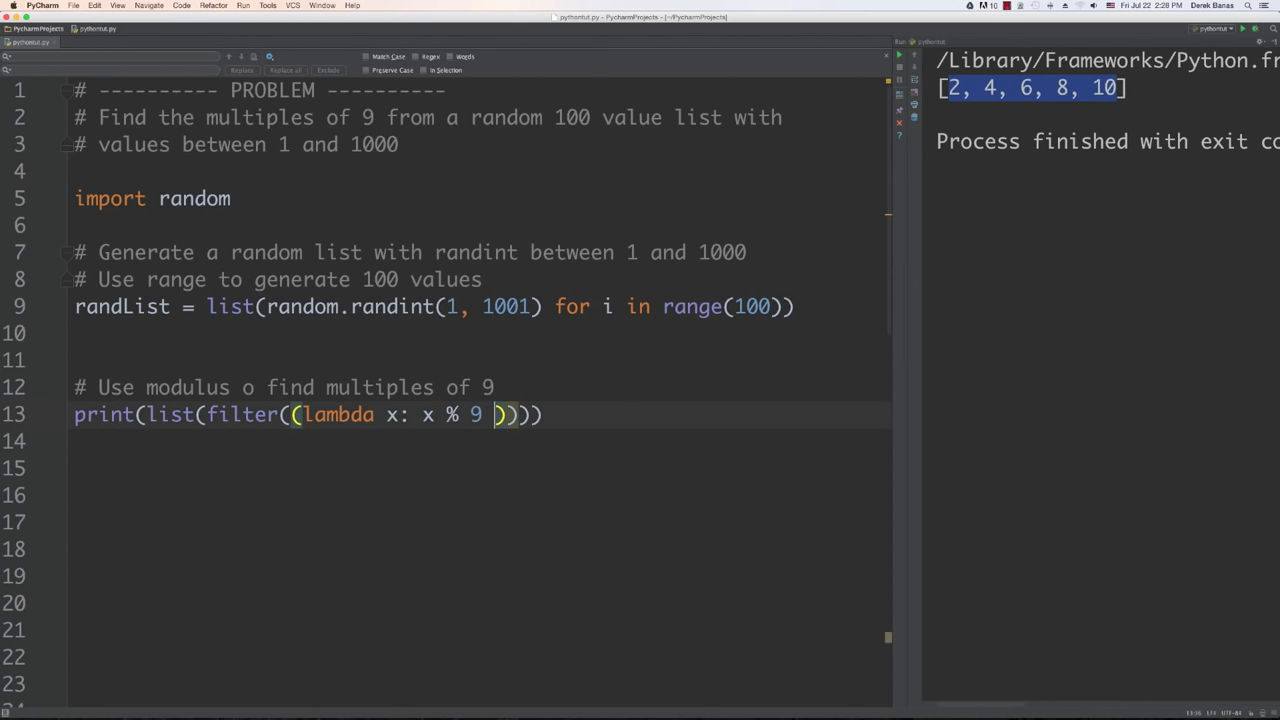 PyCharm File Edit View Navigate Code Refactor Run Tools VCS Window Help 10 Fri Jul 22 2:28 PM Derek Banas
pythontut.py - PycharmProjects - [~/PycharmProjects]
PycharmProjects pythontut.py pythontut
pythontut.py
Run pythontut
Match Case Regex Words
Replace Replace all Exclude Preserve Case In Selection
1 # ---------- PROBLEM ----------
2 # Find the multiples of 9 from a random 100 value list with
3 # values between 1 and 1000
4
5 import random
6
7 # Generate a random list with randint between 1 and 1000
8 # Use range to generate 100 values
9 randList = list(random.randint(1, 1001) for i in range(100))
10
11
12 # Use modulus o find multiples of 9
13 print(list(filter((lambda x: x % 9 ))))
14
15
16
17
18
19
20
21
22
23
/Library/Frameworks/Python.fr
[2, 4, 6, 8, 10]
Process finished with exit co
13:36 LF‡ UTF-8‡